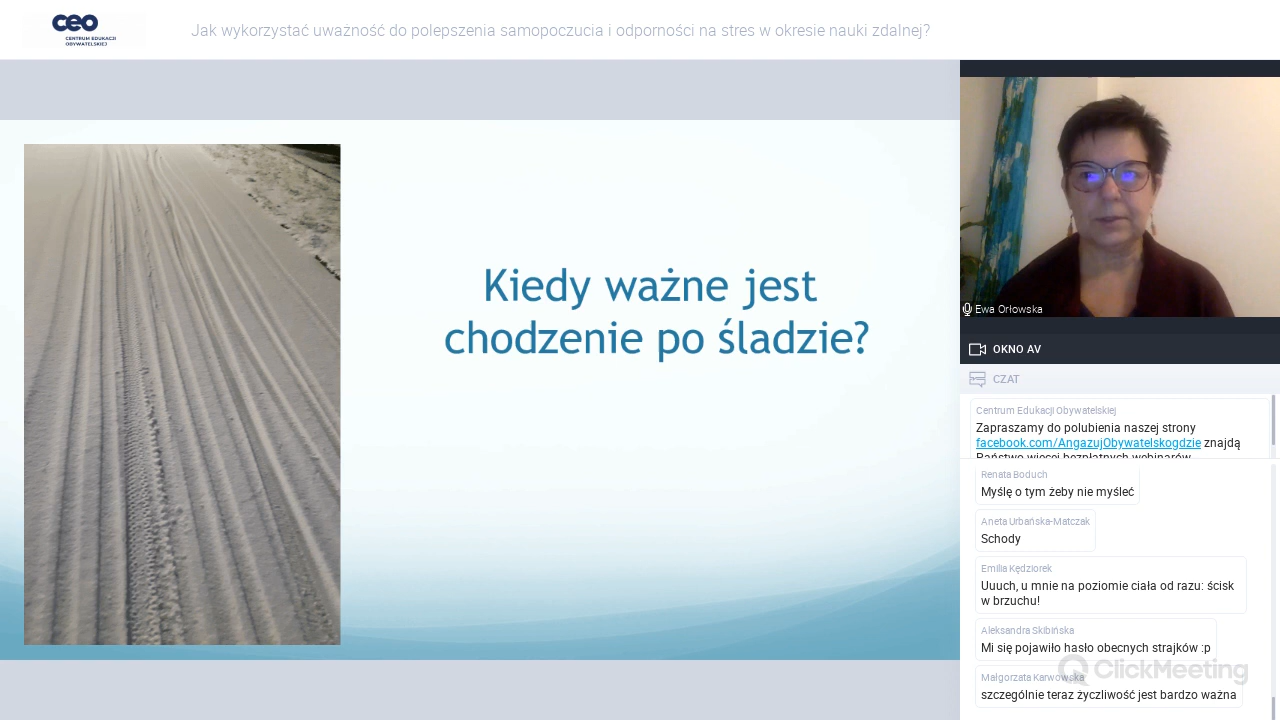 ceo
CENTRUM EDUKACJI
OBYWATELSKIEJ
Jak wykorzystać uważność do polepszenia samopoczucia i odporności na stres w okresie nauki zdalnej?
Kiedy ważne jest
chodzenie po śladzie?
Ewa Orłowska
OKNO AV
CZAT
Centrum Edukacji Obywatelskiej
Zapraszamy do polubienia naszej strony
facebook.com/AngazujObywatelskogdzie znajdą
Państwo więcej bezpłatnych webinarów
Renata Boduch
Myślę o tym żeby nie myśleć
Aneta Urbańska-Matczak
Schody
Emilia Kędziorek
Uuuch, u mnie na poziomie ciała od razu: ścisk
w brzuchu!
Aleksandra Skibińska
Mi się pojawiło hasło obecnych strajków :p
ClickMeeting
Małgorzata Karwowska
szczególnie teraz życzliwość jest bardzo ważna